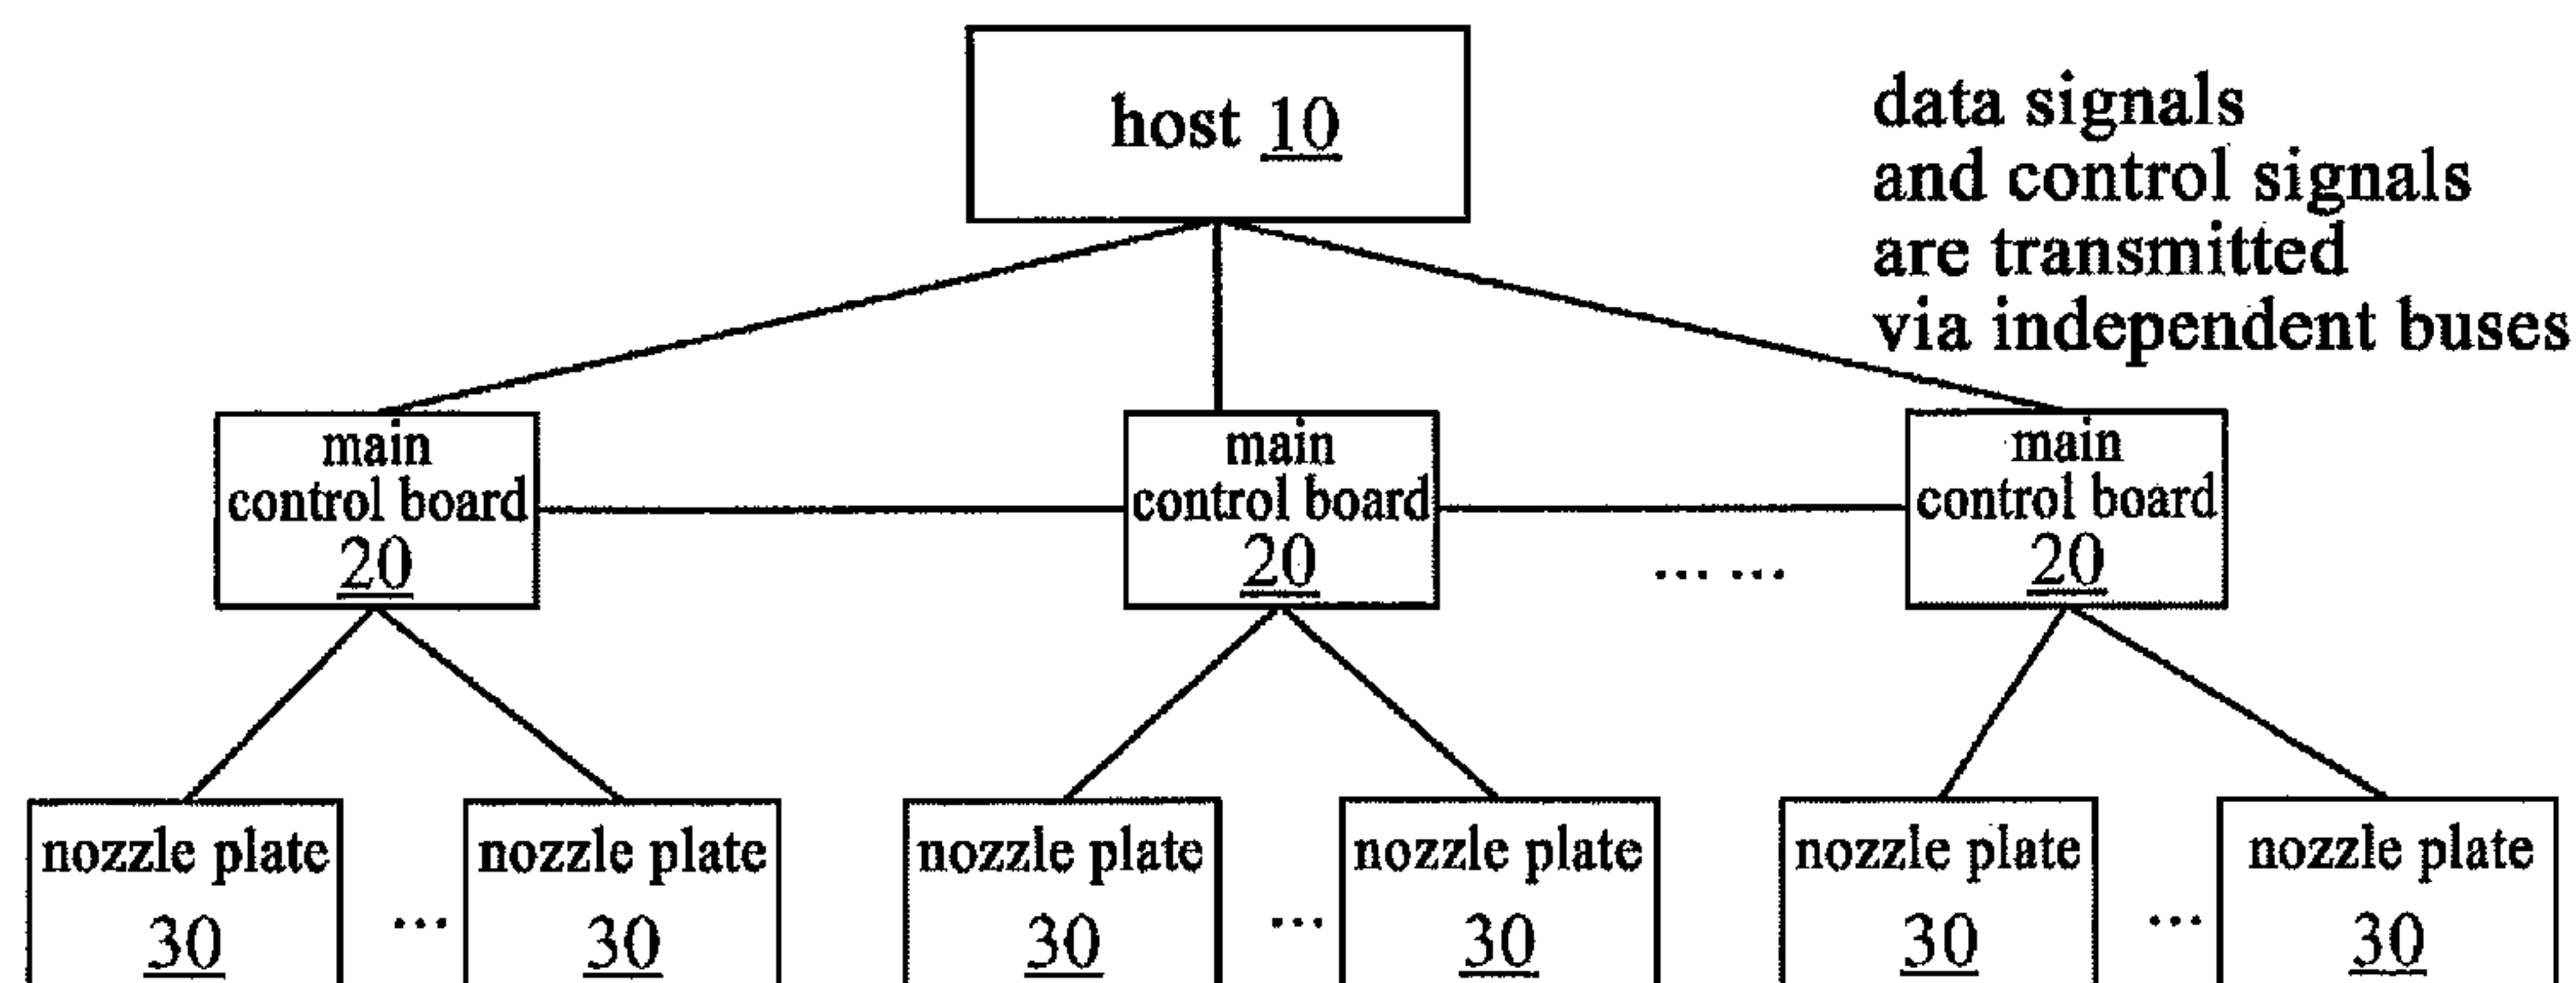 host 10
data signals
and control signals
are transmitted
via independent buses
main
control board
20
main
control board
20
... ...
main
control board
20
nozzle plate
30
...
nozzle plate
30
nozzle plate
30
...
nozzle plate
30
nozzle plate
30
...
nozzle plate
30